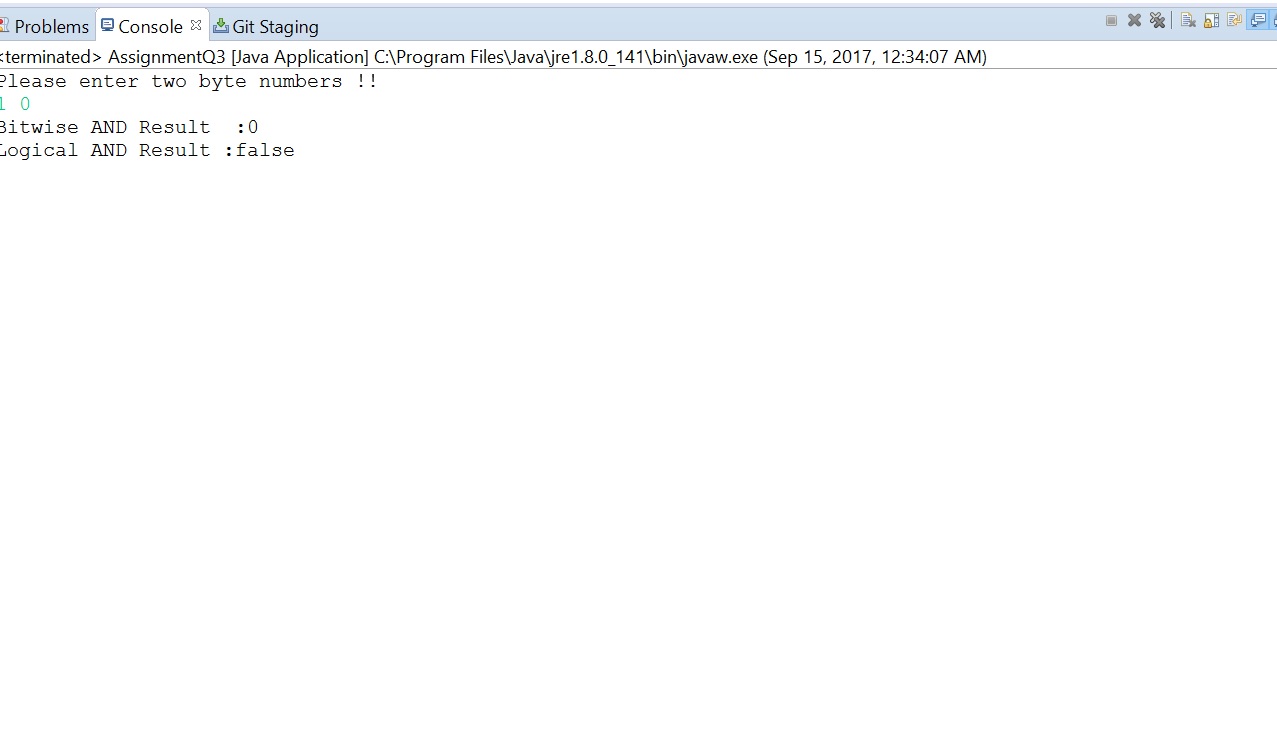 Problems Console Git Staging
<terminated> AssignmentQ3 [Java Application] C:\Program Files\Java\jre1.8.0_141\bin\javaw.exe (Sep 15, 2017, 12:34:07 AM)
Please enter two byte numbers !!
1 0
Bitwise AND Result  :0
Logical AND Result :false